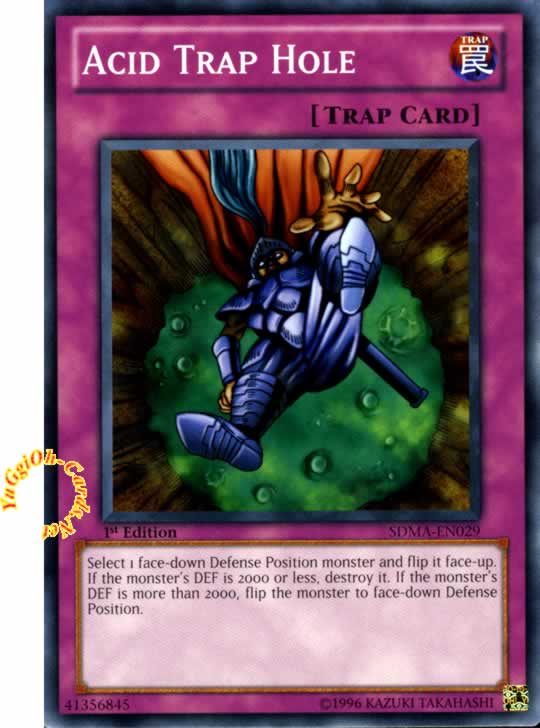 ACID TRAP HOLE
TRAP
罠
[TRAP CARD]
YuGgiOh-Cards.Net
1st Edition
SDMA-EN029
Select 1 face-down Defense Position monster and flip it face-up.
If the monster's DEF is 2000 or less, destroy it. If the monster's
DEF is more than 2000, flip the monster to face-down Defense
Position.
41356845
©1996 KAZUKI TAKAHASHI